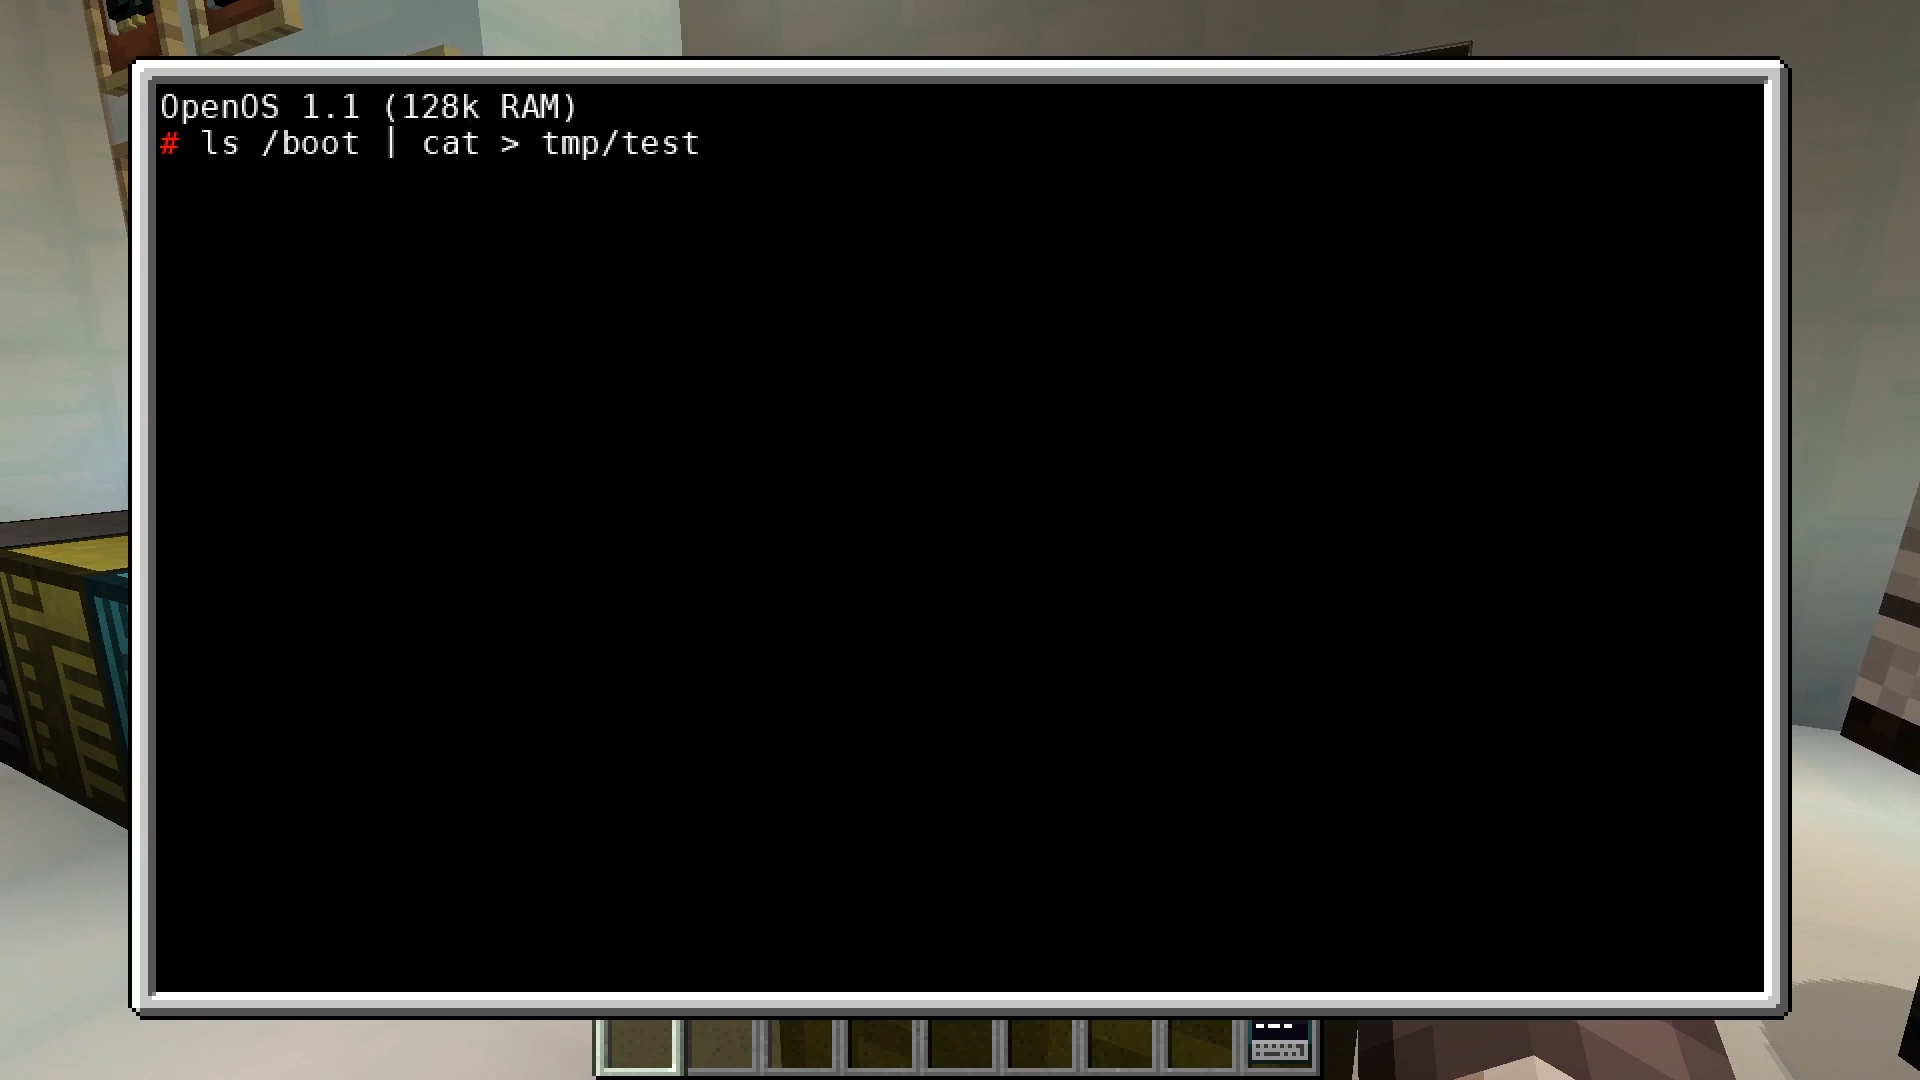 OpenOS 1.1 (128k RAM)
# ls /boot | cat > tmp/test